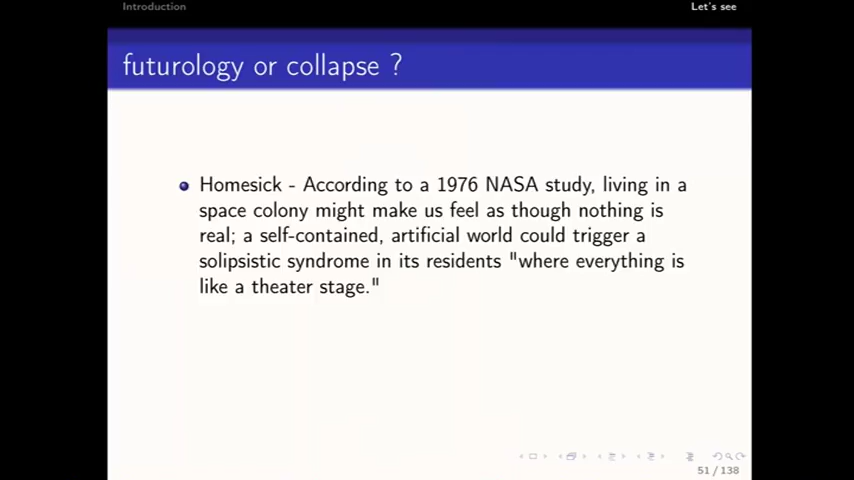 Introduction
Let's see
futurology or collapse ?
Homesick - According to a 1976 NASA study, living in a
space colony might make us feel as though nothing is
real; a self-contained, artificial world could trigger a
solipsistic syndrome in its residents "where everything is
like a theater stage."
51 / 138